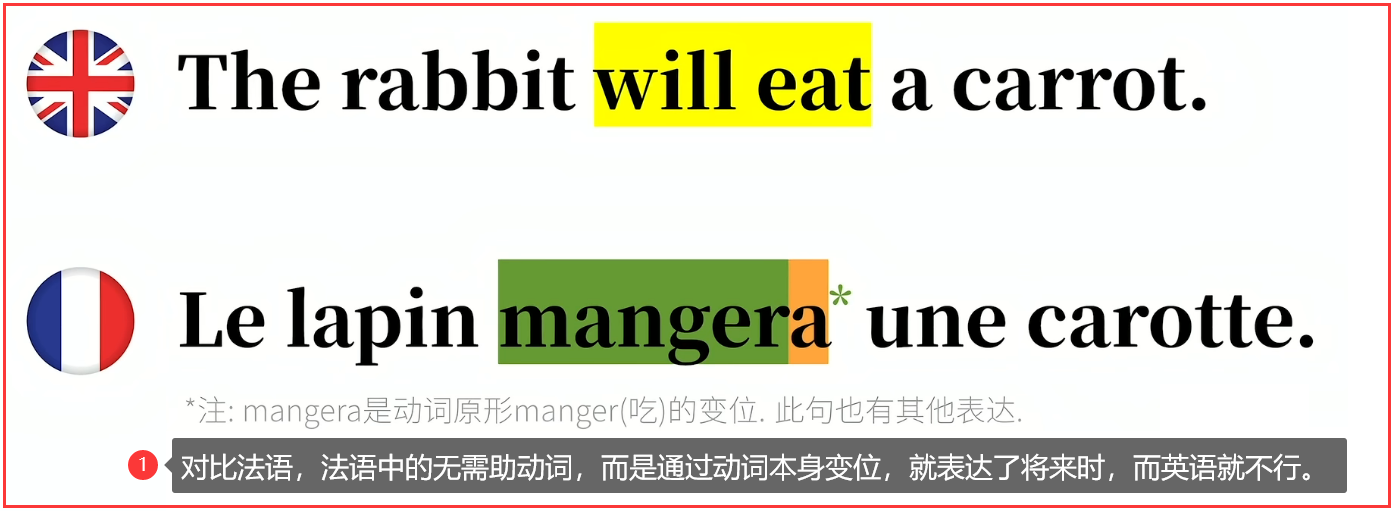 The rabbit will eat a carrot.
Le lapin mangera* une carotte.
*注: mangera是动词原形manger(吃)的变位. 此句也有其他表达.
1 对比法语，法语中的无需助动词，而是通过动词本身变位，就表达了将来时，而英语就不行。